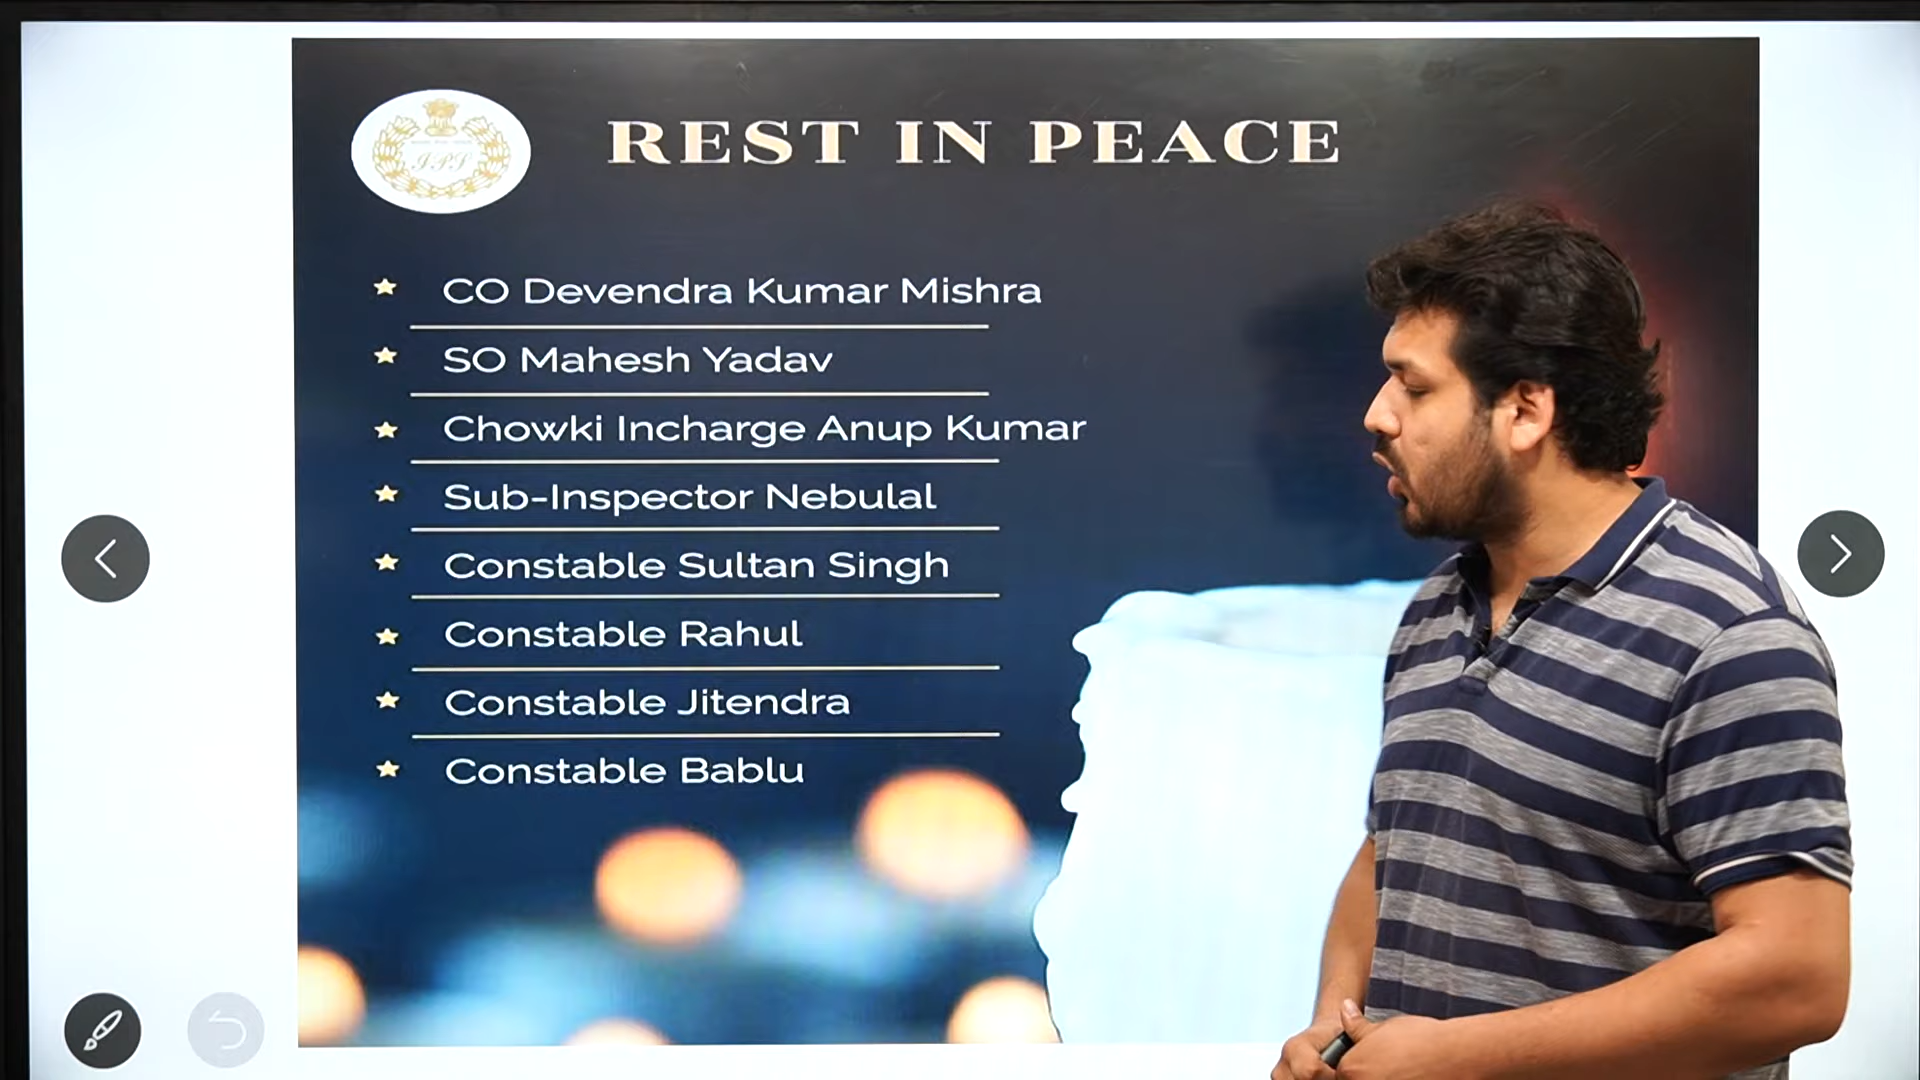 REST IN PEACE
IPS
CO Devendra Kumar Mishra
SO Mahesh Yadav
Chowki Incharge Anup Kumar
Sub-Inspector Nebulal
Constable Sultan Singh
Constable Rahul
Constable Jitendra
Constable Bablu